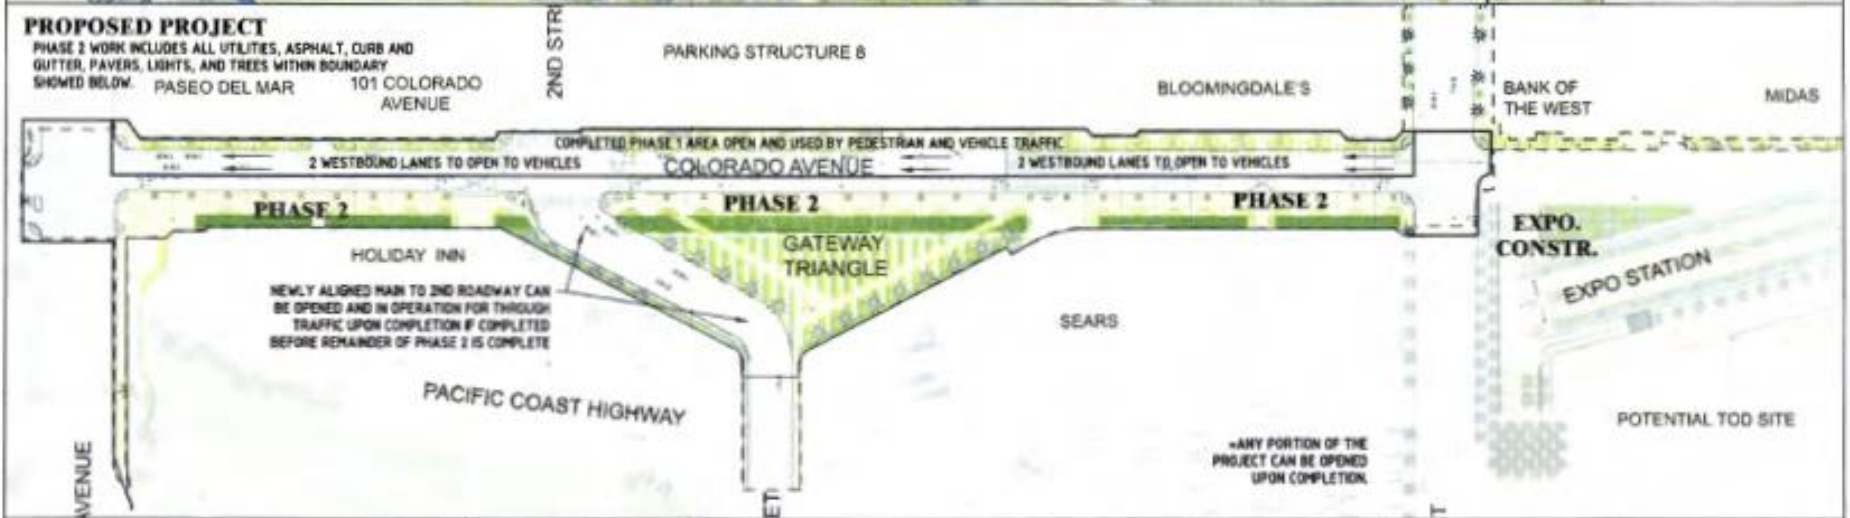 PROPOSED PROJECT
PHASE 2 WORK INCLUDES ALL UTILITIES, ASPHALT, CURB AND
GUTTER, PAVERS, LIGHTS, AND TREES WITHIN BOUNDARY
SHOWED BELOW.
PASEO DEL MAR
101 COLORADO
AVENUE
2ND STR
PARKING STRUCTURE 8
BLOOMINGDALE'S
BANK OF
THE WEST
MIDAS
COMPLETED PHASE 1 AREA OPEN AND USED BY PEDESTRIAN AND VEHICLE TRAFFIC
2 WESTBOUND LANES TO OPEN TO VEHICLES
COLORADO AVENUE
2 WESTBOUND LANES TO OPEN TO VEHICLES
PHASE 2
PHASE 2
PHASE 2
EXPO.
CONSTR.
GATEWAY
TRIANGLE
HOLIDAY INN
EXPO STATION
NEWLY ALIGNED MAIN TO 2ND ROADWAY CAN
BE OPENED AND IN OPERATION FOR THROUGH
TRAFFIC UPON COMPLETION IF COMPLETED
BEFORE REMAINDER OF PHASE 2 IS COMPLETE
SEARS
PACIFIC COAST HIGHWAY
POTENTIAL TOD SITE
*ANY PORTION OF THE
PROJECT CAN BE OPENED
UPON COMPLETION.
AVENUE
ET
T